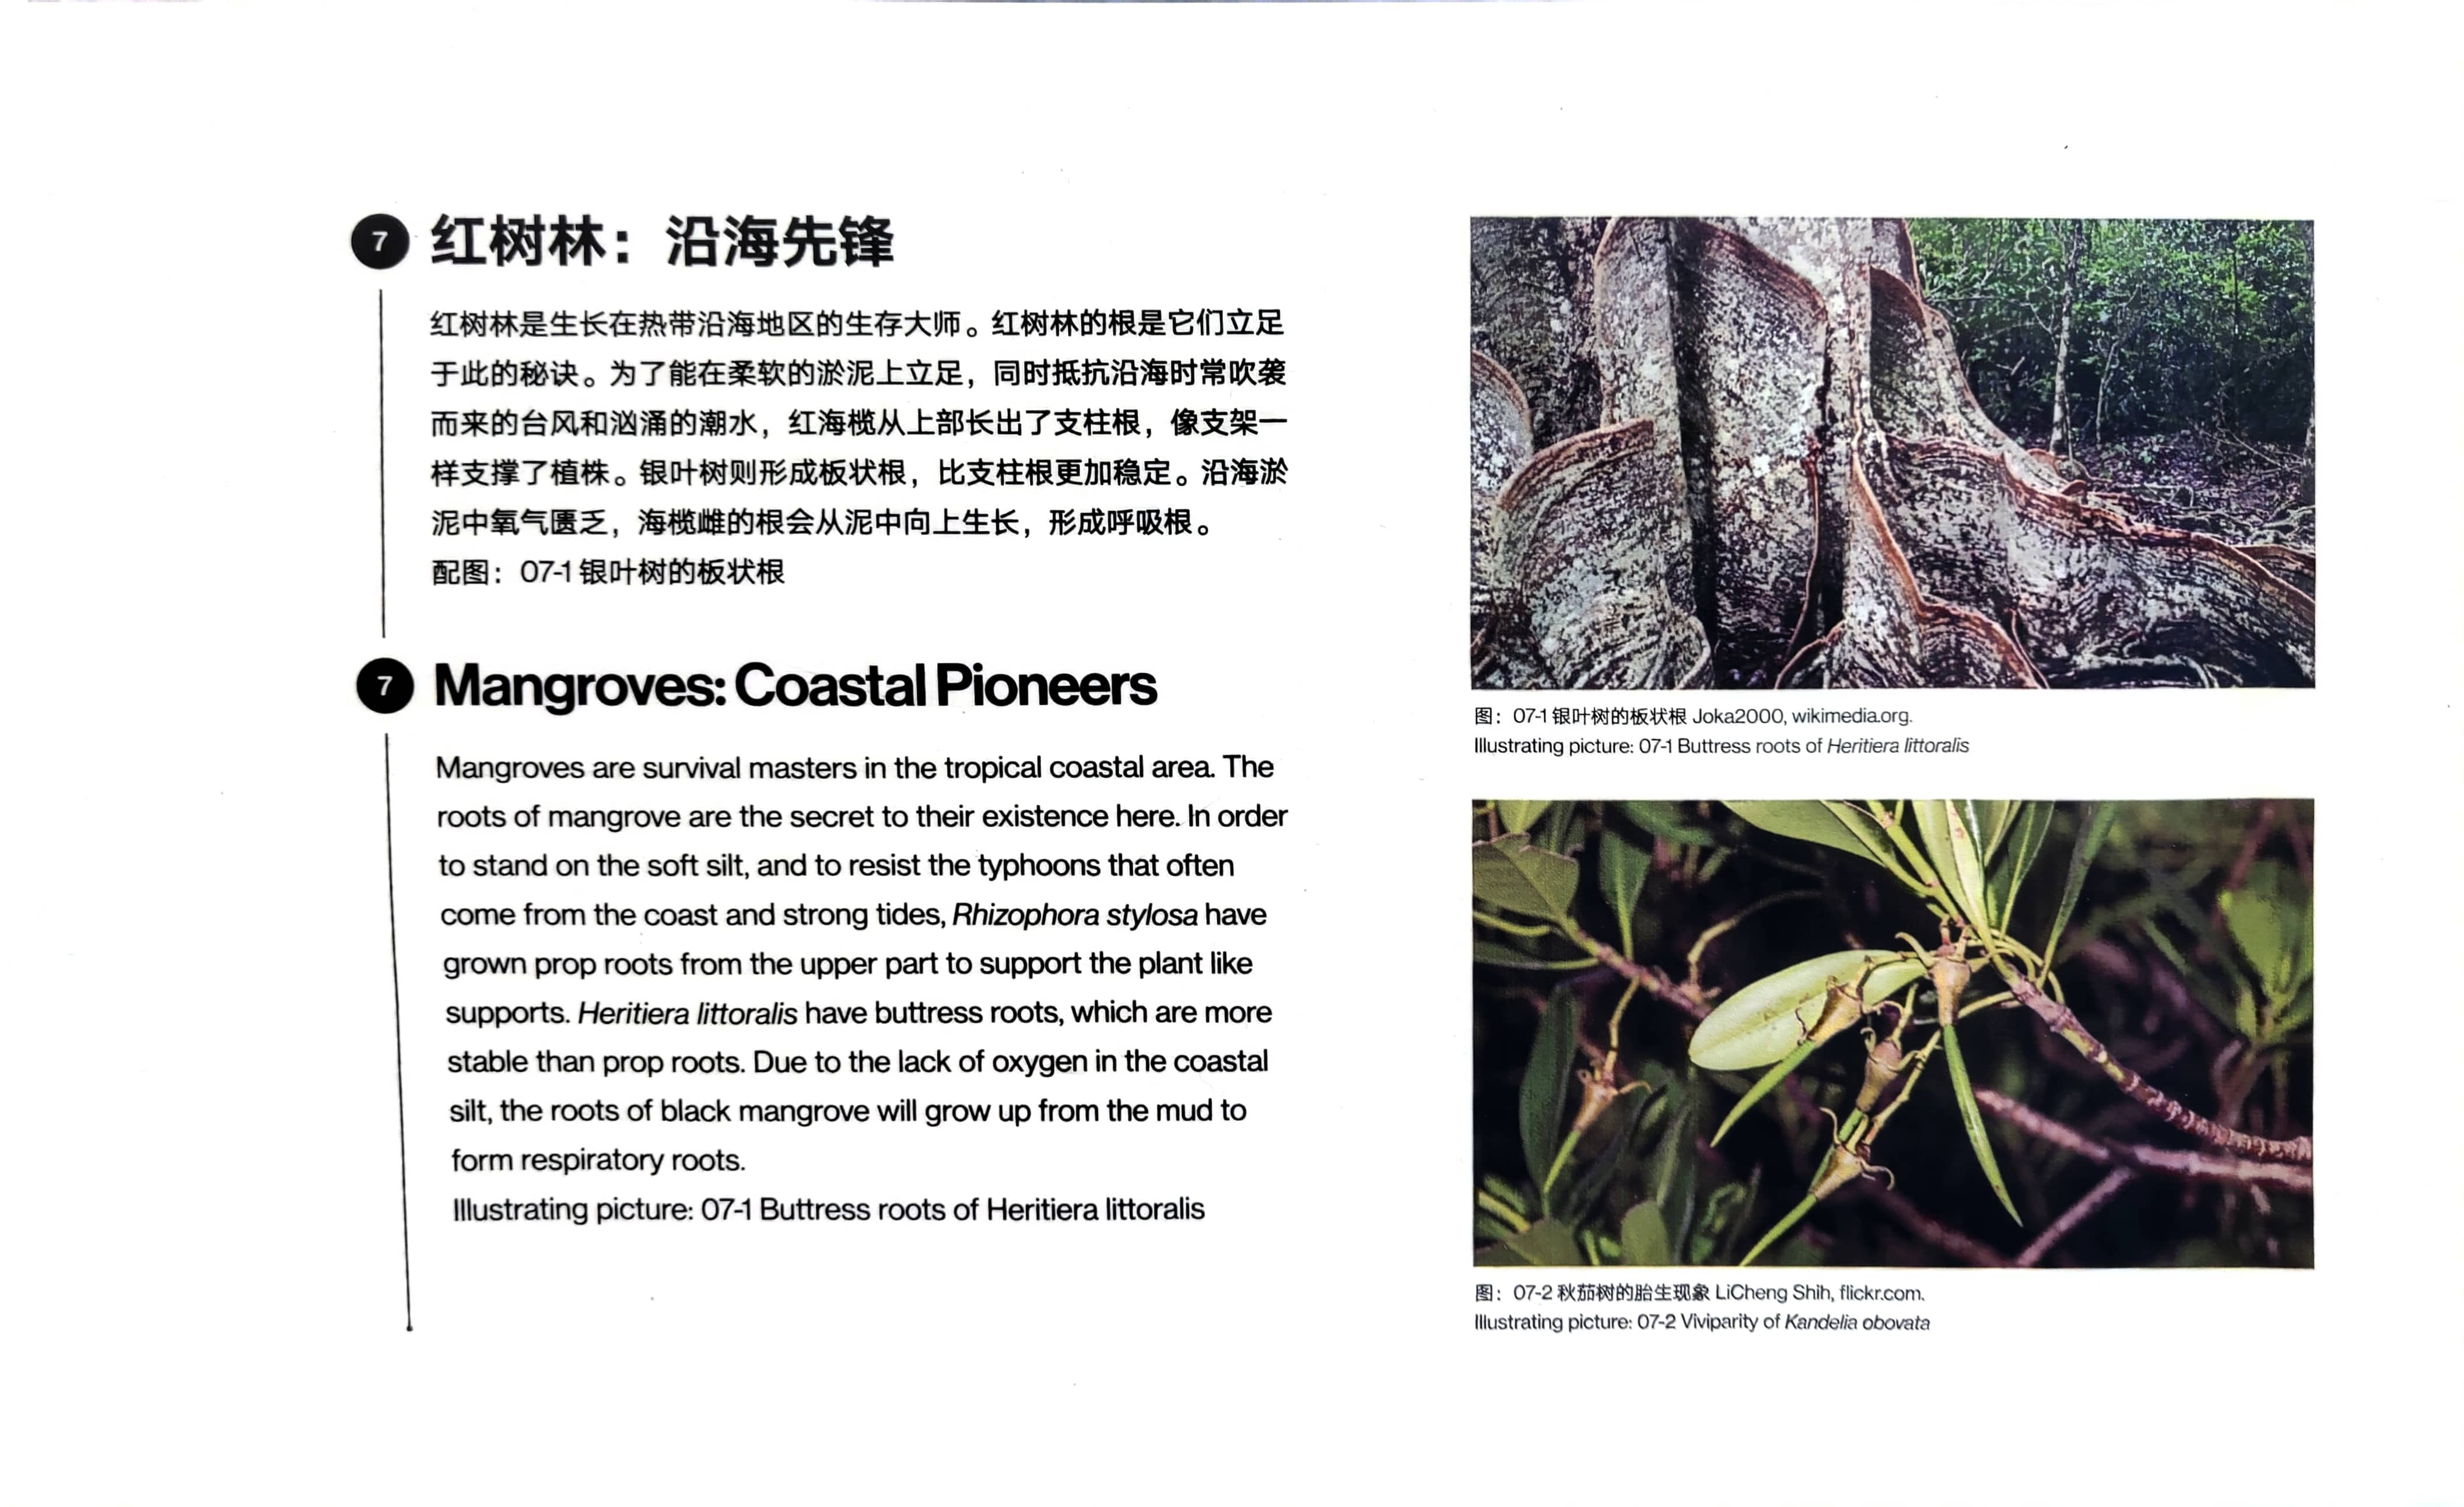 7 红树林：沿海先锋
红树林是生长在热带沿海地区的生存大师。红树林的根是它们立足
于此的秘诀。为了能在柔软的淤泥上立足，同时抵抗沿海时常吹袭
而来的台风和汹涌的潮水，红海榄从上部长出了支柱根，像支架一
样支撑了植株。银叶树则形成板状根，比支柱根更加稳定。沿海淤
泥中氧气匮乏，海榄雌的根会从泥中向上生长，形成呼吸根。
配图：07-1 银叶树的板状根
7 Mangroves: Coastal Pioneers
Mangroves are survival masters in the tropical coastal area. The
roots of mangrove are the secret to their existence here. In order
to stand on the soft silt, and to resist the typhoons that often
come from the coast and strong tides, Rhizophora stylosa have
grown prop roots from the upper part to support the plant like
supports. Heritiera littoralis have buttress roots, which are more
stable than prop roots. Due to the lack of oxygen in the coastal
silt, the roots of black mangrove will grow up from the mud to
form respiratory roots.
Illustrating picture: 07-1 Buttress roots of Heritiera littoralis
图：07-1 银叶树的板状根 Joka2000, wikimedia.org.
Illustrating picture: 07-1 Buttress roots of Heritiera littoralis
图：07-2 秋茄树的胎生现象 LiCheng Shih, flickr.com.
Illustrating picture: 07-2 Viviparity of Kandelia obovata